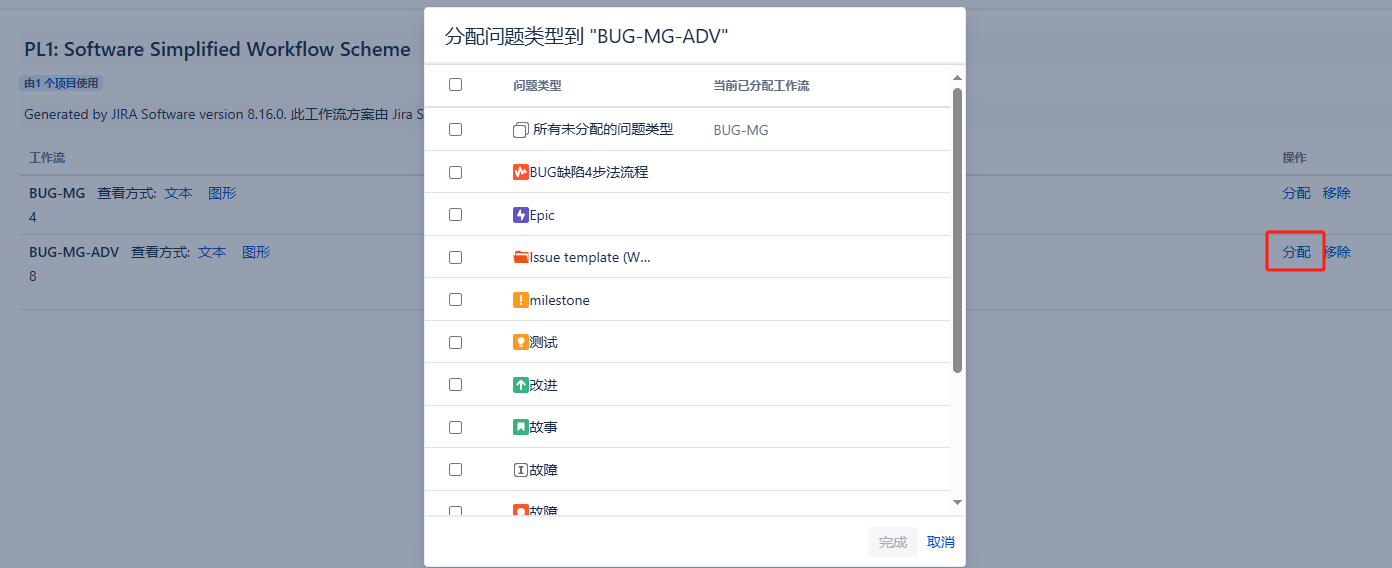 分配问题类型到 "BUG-MG-ADV"
PL1: Software Simplified Workflow Scheme
由1 个项目使用
Generated by JIRA Software version 8.16.0. 此工作流方案由 Jira S
工作流
操作
BUG-MG 查看方式: 文本 图形
分配 移除
4
BUG-MG-ADV 查看方式: 文本 图形
分配 移除
8
问题类型 当前已分配工作流
所有未分配的问题类型 BUG-MG
BUG缺陷4步法流程
Epic
Issue template (W...
milestone
测试
改进
故事
故障
故障
完成 取消